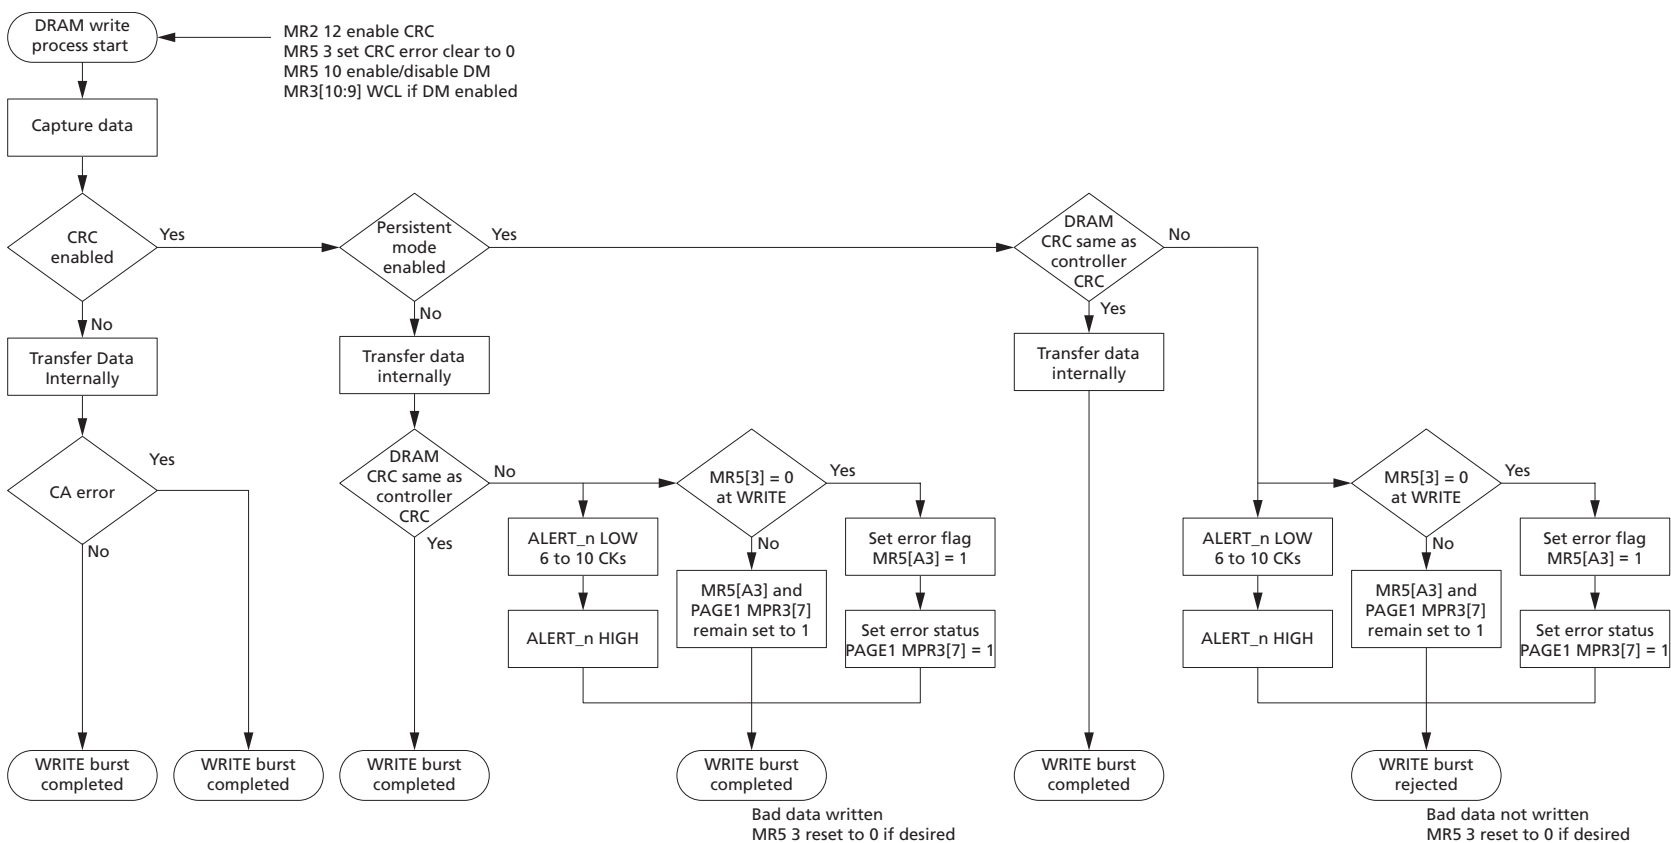 DRAM write
process start
MR2 12 enable CRC
MR5 3 set CRC error clear to 0
MR5 10 enable/disable DM
MR3[10:9] WCL if DM enabled
Capture data
CRC
enabled
Yes
No
Persistent
mode
enabled
Yes
No
DRAM
CRC same as
controller
CRC
No
Yes
Transfer Data
Internally
Transfer data
internally
Transfer data
internally
CA error
Yes
No
DRAM
CRC same as
controller
CRC
No
Yes
MR5[3] = 0
at WRITE
Yes
No
MR5[3] = 0
at WRITE
Yes
No
ALERT_n LOW
6 to 10 CKs
Set error flag
MR5[A3] = 1
ALERT_n LOW
6 to 10 CKs
Set error flag
MR5[A3] = 1
ALERT_n HIGH
MR5[A3] and
PAGE1 MPR3[7]
remain set to 1
Set error status
PAGE1 MPR3[7] = 1
ALERT_n HIGH
MR5[A3] and
PAGE1 MPR3[7]
remain set to 1
Set error status
PAGE1 MPR3[7] = 1
WRITE burst
completed
WRITE burst
completed
WRITE burst
completed
WRITE burst
completed
WRITE burst
completed
WRITE burst
rejected
Bad data written
MR5 3 reset to 0 if desired
Bad data not written
MR5 3 reset to 0 if desired